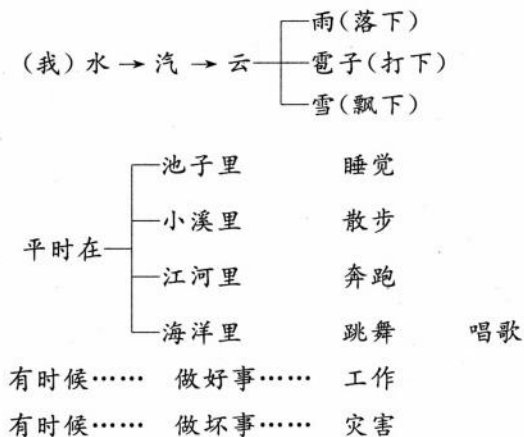 雨(落下)
(我)水→汽→云
雹子(打下)
雪(飘下)
池子里 睡觉
小溪里 散步
平时在
江河里 奔跑
海洋里 跳舞 唱歌
有时候…… 做好事…… 工作
有时候…… 做坏事…… 灾害